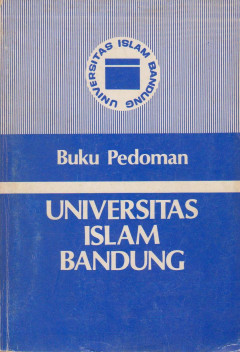 UNIVERSITAS ISLAM BANDUNG
Buku Pedoman
UNIVERSITAS
ISLAM
BANDUNG